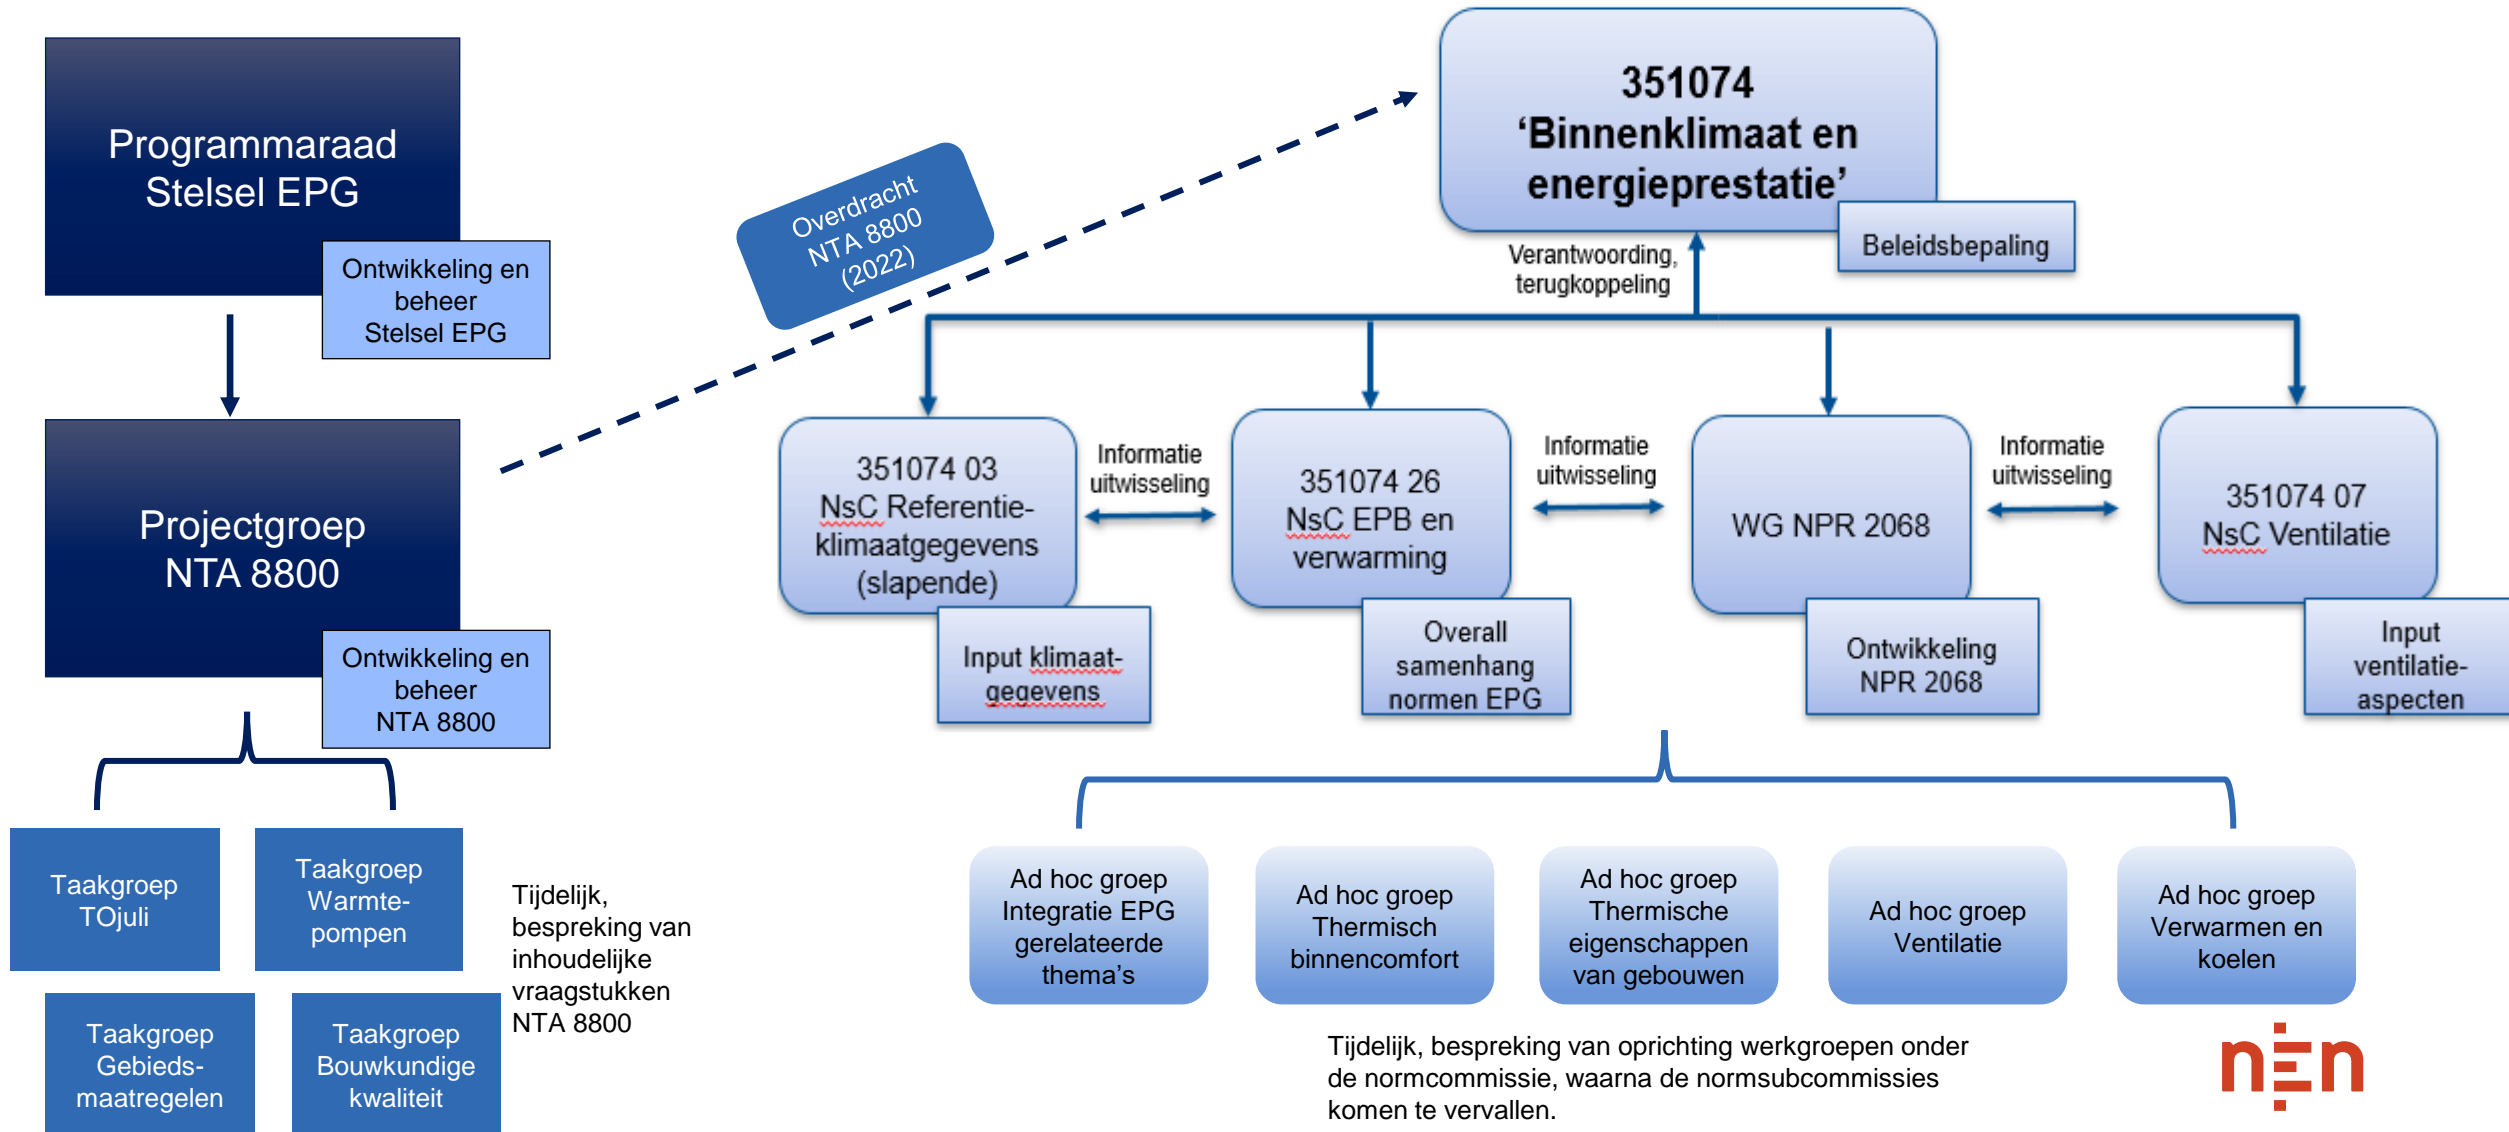 Programmaraad
Stelsel EPG
Ontwikkeling en
beheer
Stelsel EPG
Projectgroep
NTA 8800
Ontwikkeling en
beheer
NTA 8800
Taakgroep
TOjuli
Taakgroep
Warmte-
pompen
Taakgroep
Gebieds-
maatregelen
Taakgroep
Bouwkundige
kwaliteit
Tijdelijk,
bespreking van
inhoudelijke
vraagstukken
NTA 8800
Overdracht
NTA 8800
(2022)
351074
‘Binnenklimaat en
energieprestatie’
Beleidsbepaling
Verantwoording,
terugkoppeling
351074 03
NsC Referentie-
klimaatgegevens
(slapende)
Input klimaat-
gegevens
Informatie
uitwisseling
351074 26
NsC EPB en
verwarming
Overall
samenhang
normen EPG
Informatie
uitwisseling
WG NPR 2068
Ontwikkeling
NPR 2068
Informatie
uitwisseling
351074 07
NsC Ventilatie
Input
ventilatie-
aspecten
Ad hoc groep
Integratie EPG
gerelateerde
thema’s
Ad hoc groep
Thermisch
binnencomfort
Ad hoc groep
Thermische
eigenschappen
van gebouwen
Ad hoc groep
Ventilatie
Ad hoc groep
Verwarmen en
koelen
Tijdelijk, bespreking van oprichting werkgroepen onder
de normcommissie, waarna de normsubcommissies
komen te vervallen.
nEn